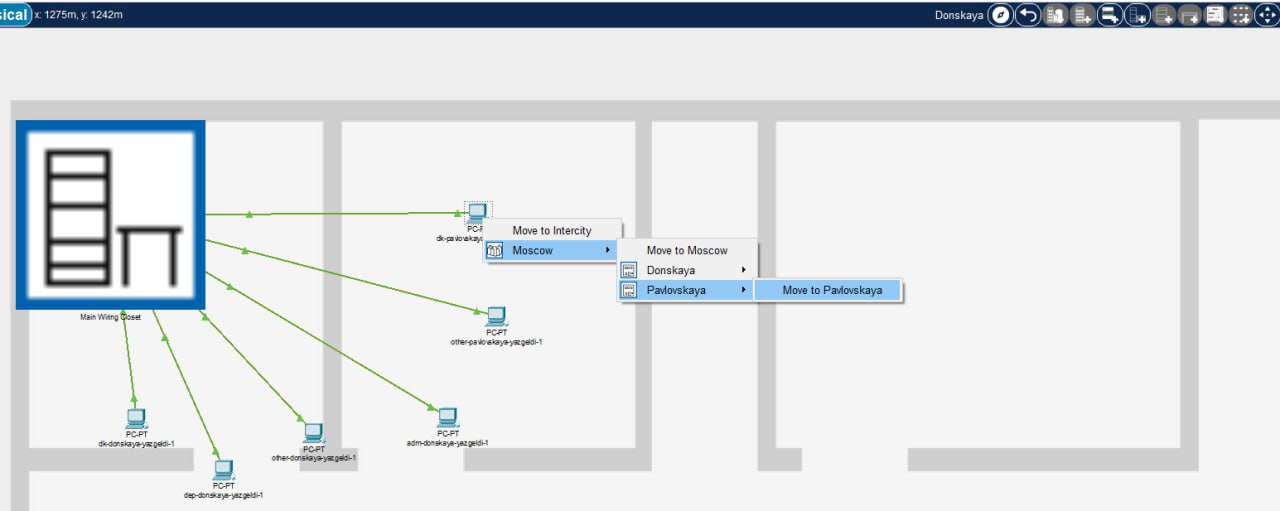 sical x: 1275m, y: 1242m
Donskaya
Main Wiring Closet
PC-PT
dk-donskaya-yazgeldi-1
PC-PT
dep-donskaya-yazgeldi-1
PC-PT
other-donskaya-yazgeldi-1
PC-PT
adm-donskaya-yazgeldi-1
PC-PT
other-pavlovskaya-yazgeldi-1
PC-P
dk-pavlovskaya
Move to Intercity
Moscow
Move to Moscow
Donskaya
Pavlovskaya
Move to Pavlovskaya